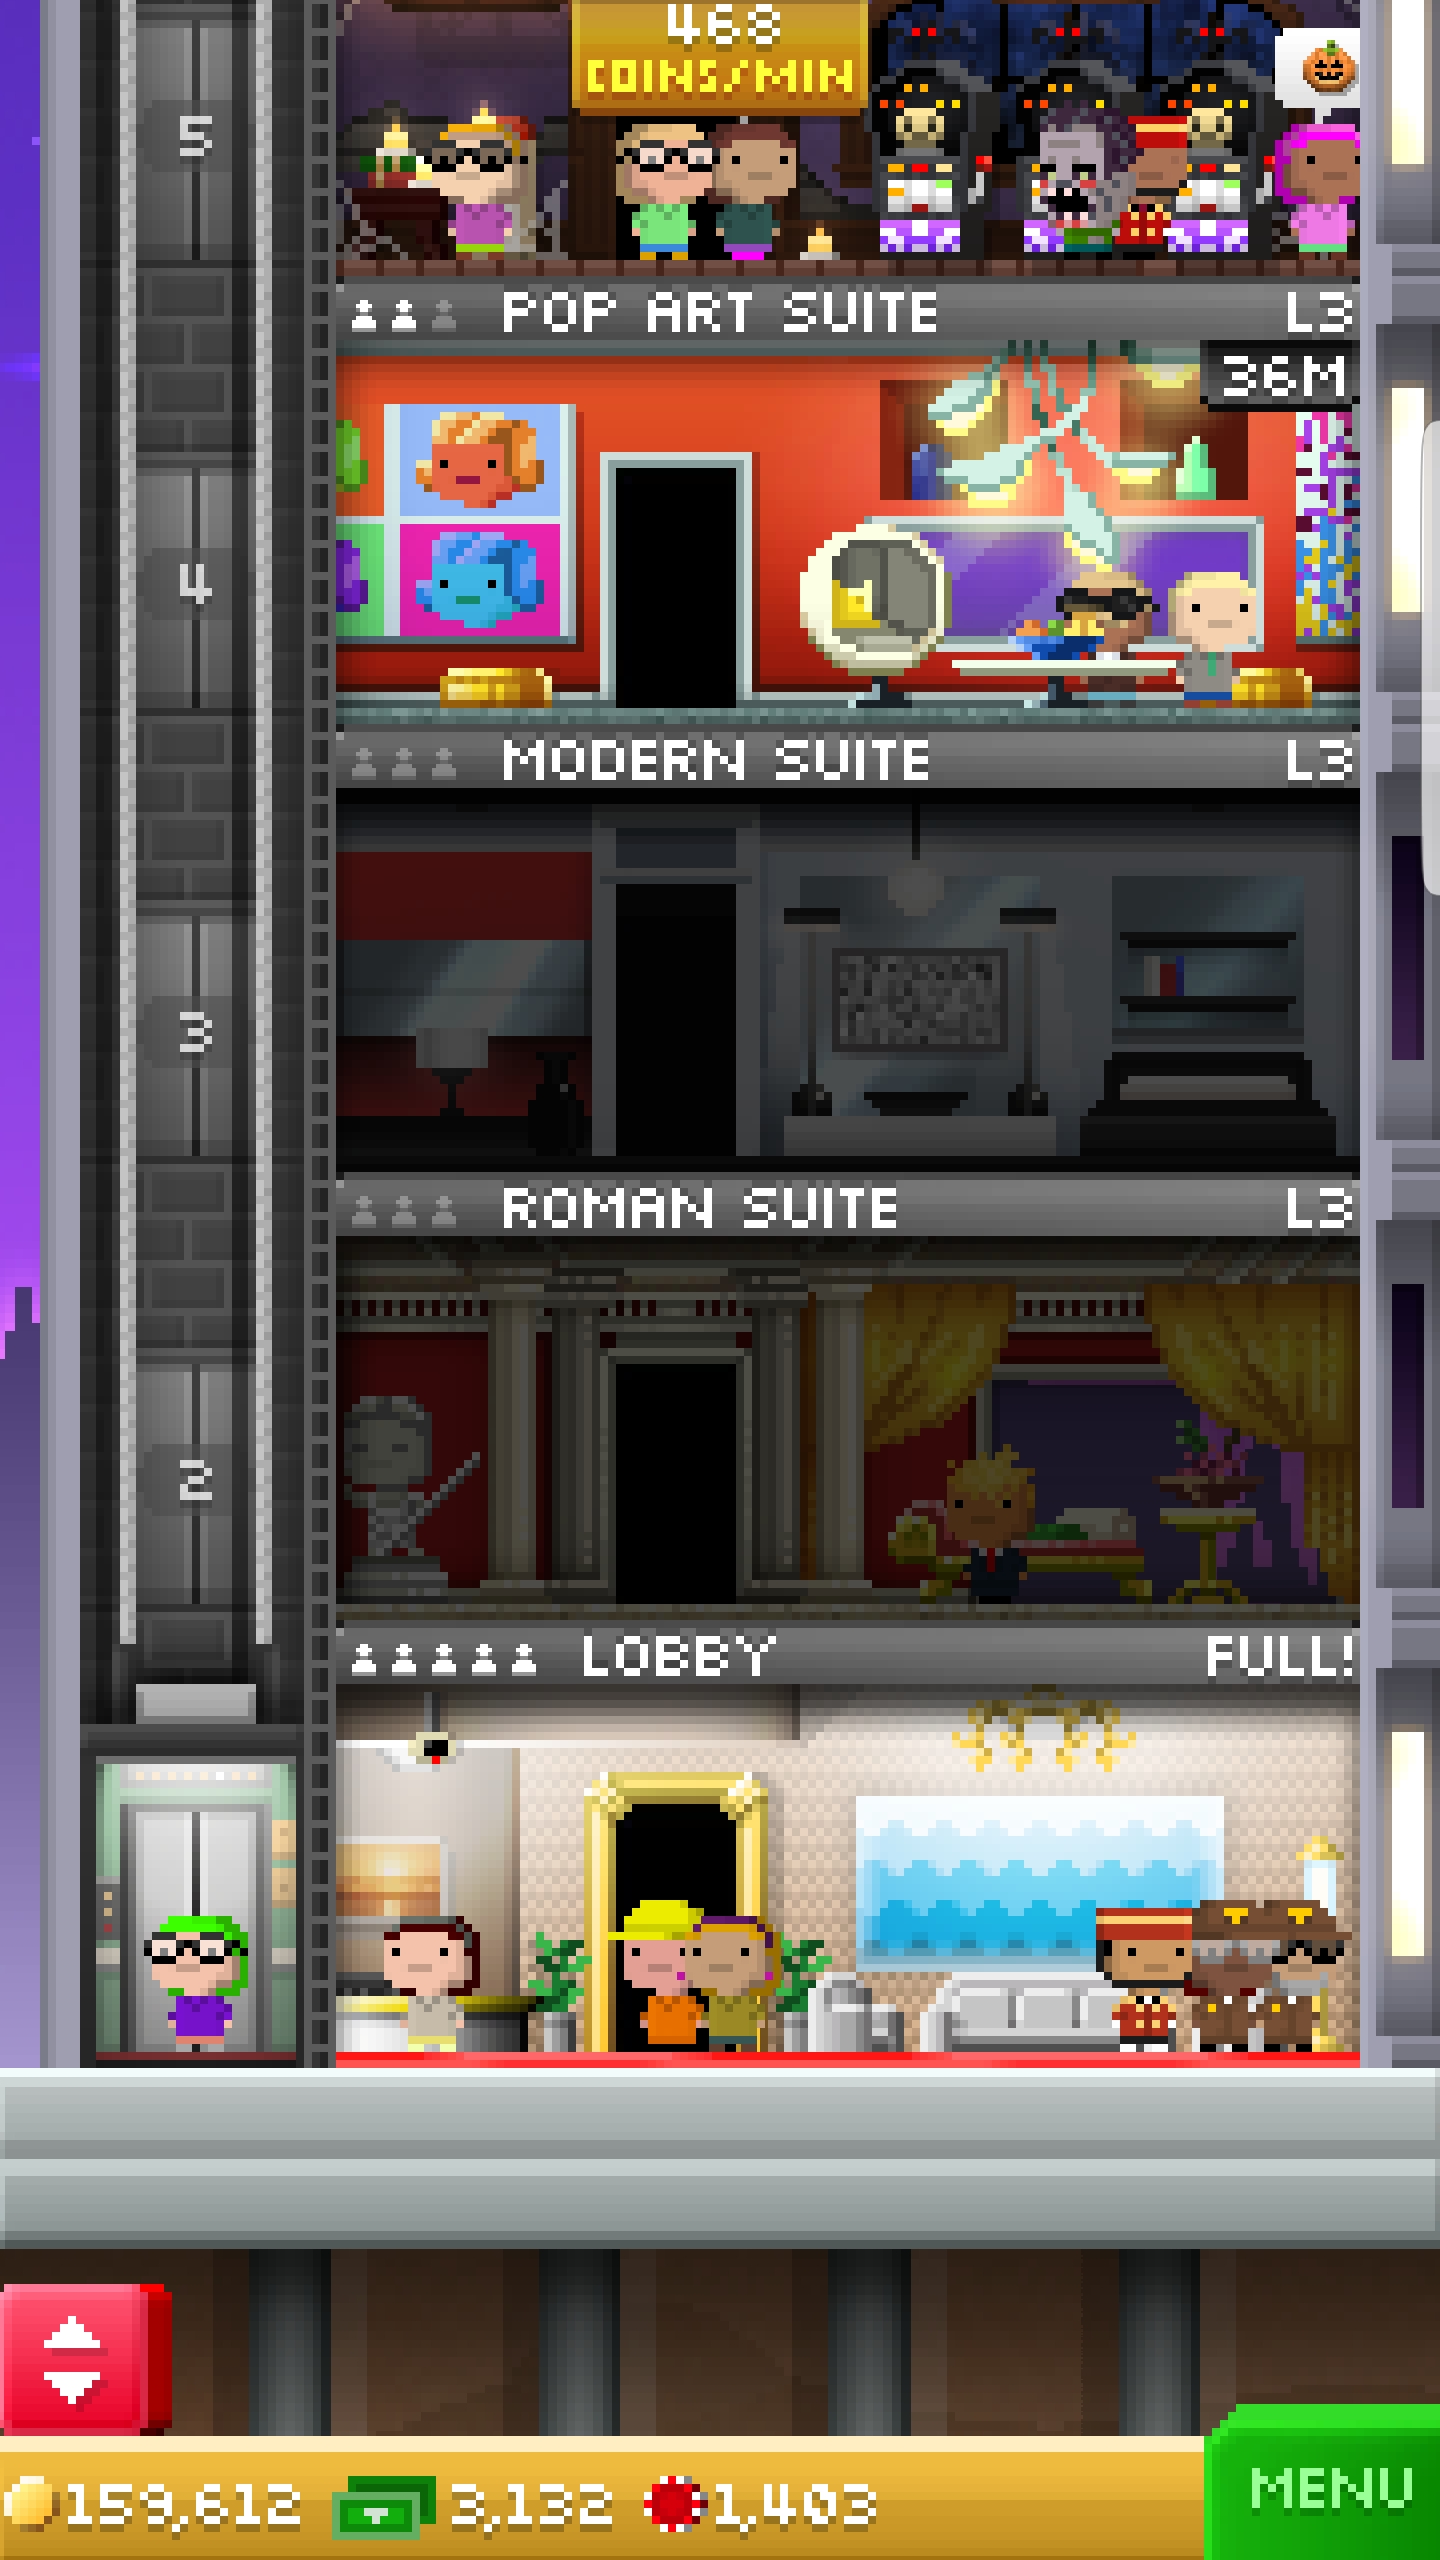 468
COINS/MIN
5
POP ART SUITE L3
36M
4
MODERN SUITE L3
3
ROMAN SUITE L3
2
LOBBY FULL!
159,612 3,132 1,403
MENU